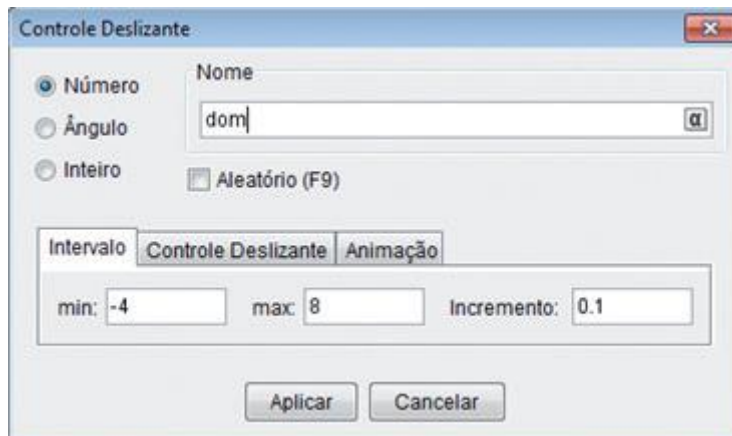 Controle Deslizante
Número
Ângulo
Inteiro
Nome
dom
α
Aleatório (F9)
Intervalo Controle Deslizante Animação
min: -4 max: 8 Incremento: 0.1
Aplicar Cancelar